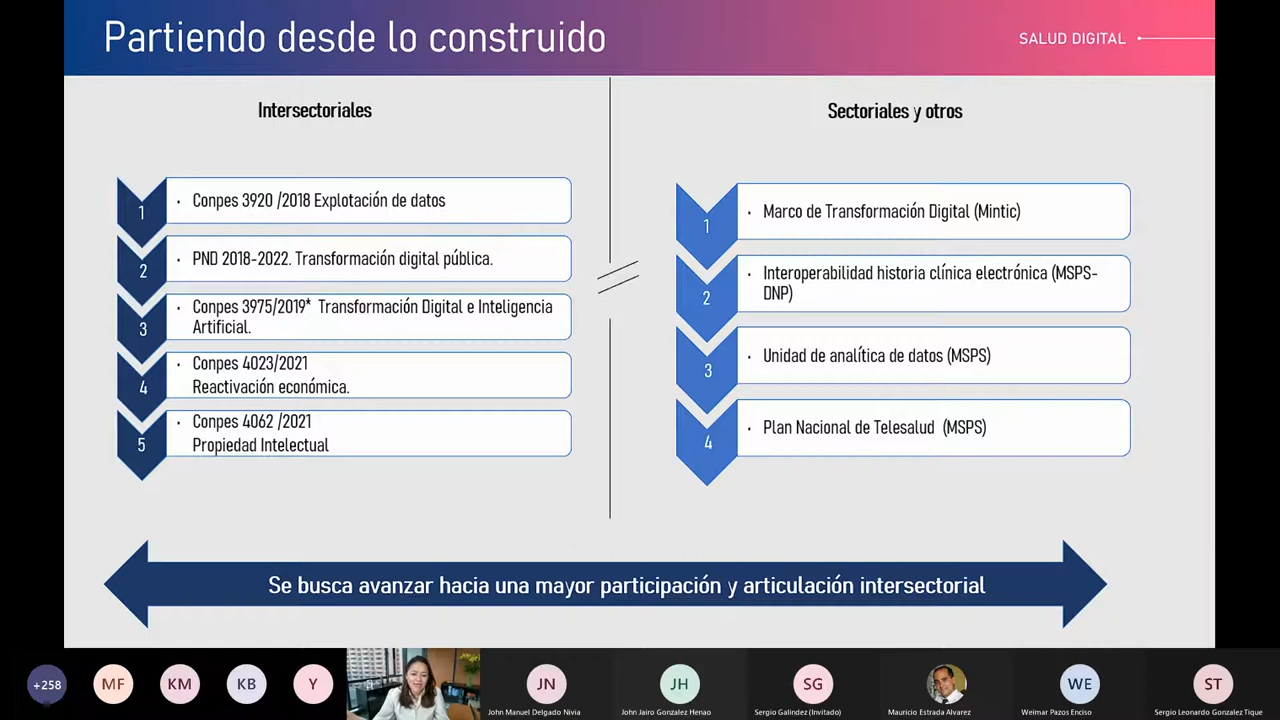 Partiendo desde lo construido
SALUD DIGITAL
Intersectoriales
1
· Conpes 3920 /2018 Explotación de datos
2
· PND 2018-2022. Transformación digital pública.
3
· Conpes 3975/2019* Transformación Digital e Inteligencia
Artificial.
4
· Conpes 4023/2021
Reactivación económica.
5
· Conpes 4062 /2021
Propiedad Intelectual
Sectoriales y otros
1
· Marco de Transformación Digital (Mintic)
2
· Interoperabilidad historia clínica electrónica (MSPS-
DNP)
3
· Unidad de analítica de datos (MSPS)
4
· Plan Nacional de Telesalud (MSPS)
Se busca avanzar hacia una mayor participación y articulación intersectorial
+258
MF
KM
KB
Y
JN
John Manuel Delgado Nivia
JH
John Jairo Gonzalez Henao
SG
Sergio Galindez (Invitado)
Mauricio Estrada Alvarez
WE
Weimar Pazos Enciso
ST
Sergio Leonardo Gonzalez Tique